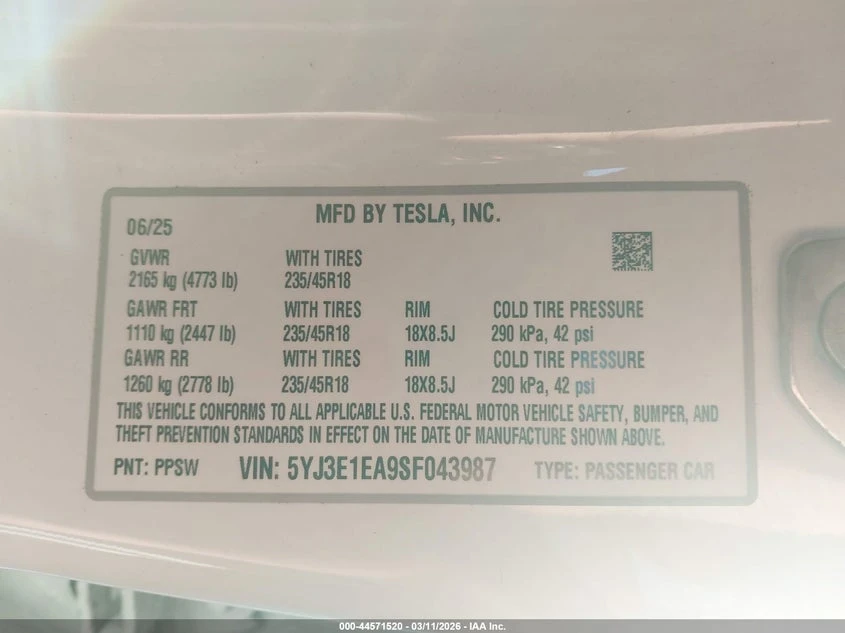 MFD BY TESLA, INC.
06/25
GVWR WITH TIRES
2165 kg (4773 lb) 235/45R18
GAWR FRT WITH TIRES RIM COLD TIRE PRESSURE
1110 kg (2447 lb) 235/45R18 18X8.5J 290 kPa, 42 psi
GAWR RR WITH TIRES RIM COLD TIRE PRESSURE
1260 kg (2778 lb) 235/45R18 18X8.5J 290 kPa, 42 psi
THIS VEHICLE CONFORMS TO ALL APPLICABLE U.S. FEDERAL MOTOR VEHICLE SAFETY, BUMPER, AND
THEFT PREVENTION STANDARDS IN EFFECT ON THE DATE OF MANUFACTURE SHOWN ABOVE.
PNT: PPSW VIN: 5YJ3E1EA9SF043987 TYPE: PASSENGER CAR
000-44571520 - 03/11/2026 - IAA Inc.